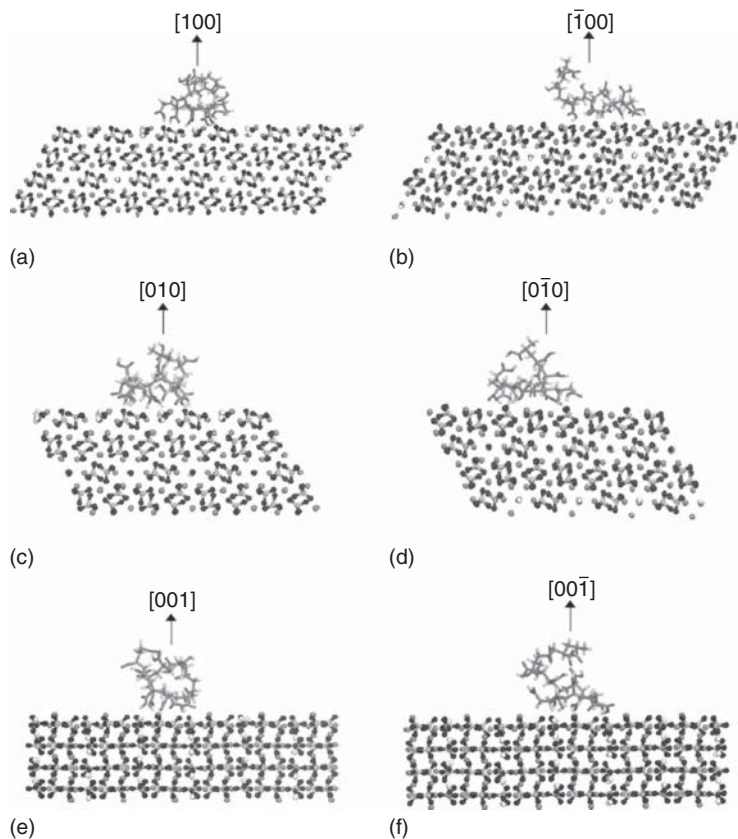 [100]
[1̄00]
(a)
(b)
[010]
[01̄0]
(c)
(d)
[001]
[001̄]
(e)
(f)